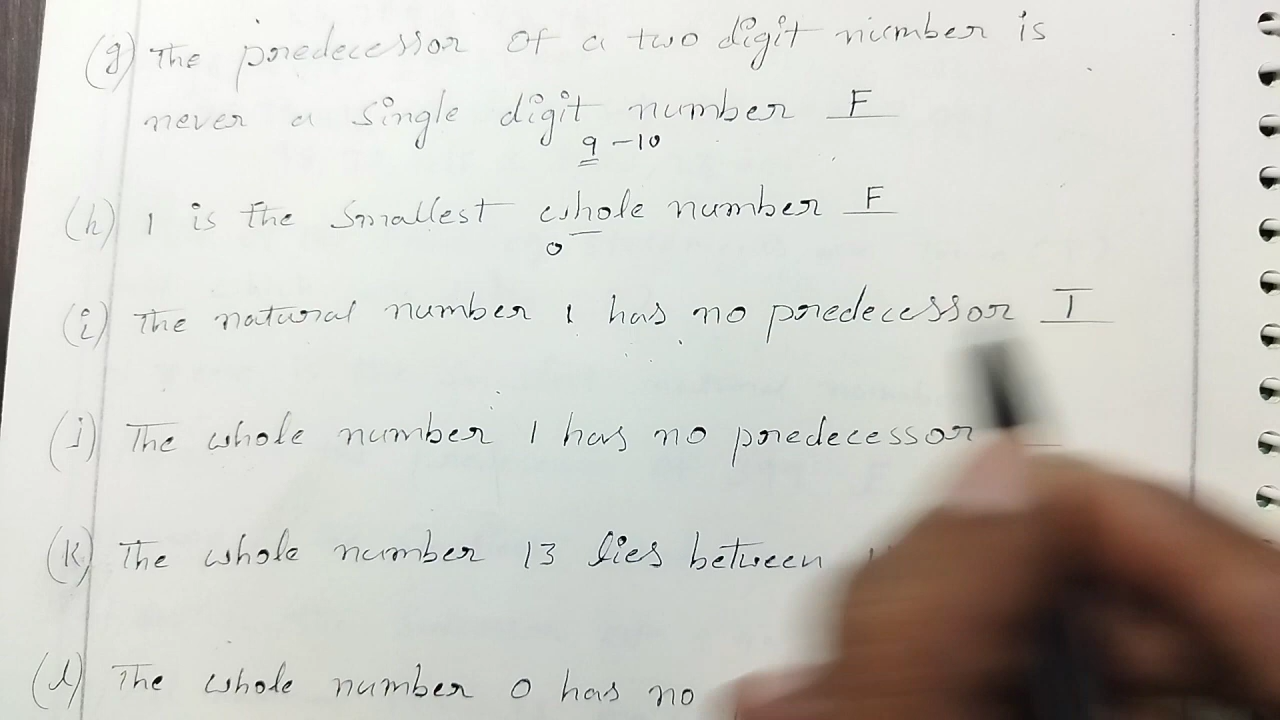 (g) The predecessor of a two digit number is
never a single digit number F
9 - 10
(h) 1 is the smallest whole number F
0
(i) The natural number 1 has no predecessor T
(j) The whole number 1 has no predecessor
(k) The whole number 13 lies between
(l) The whole number 0 has no